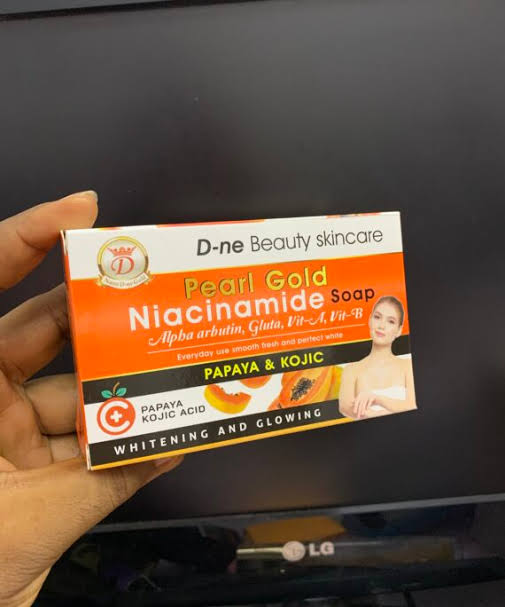 D-ne Beauty skincare
D
Pearl Gold
Niacinamide Soap
Alpha arbutin, Gluta, Vit-A, Vit-B
Everyday use smooth fresh and perfect white
PAPAYA & KOJIC
PAPAYA
KOJIC ACID
WHITENING AND GLOWING
LG